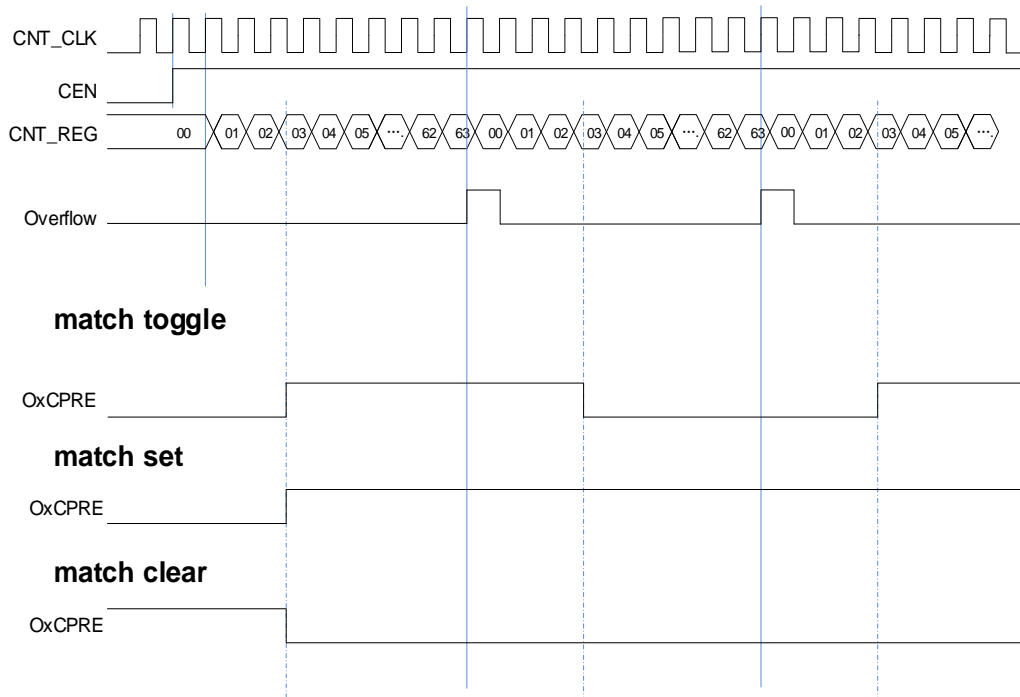 CNT_CLK
CEN
CNT_REG 00 01 02 03 04 05 ···. 62 63 00 01 02 03 04 05 ···. 62 63 00 01 02 03 04 05 ···.
Overflow
match toggle
OxCPRE
match set
OxCPRE
match clear
OxCPRE